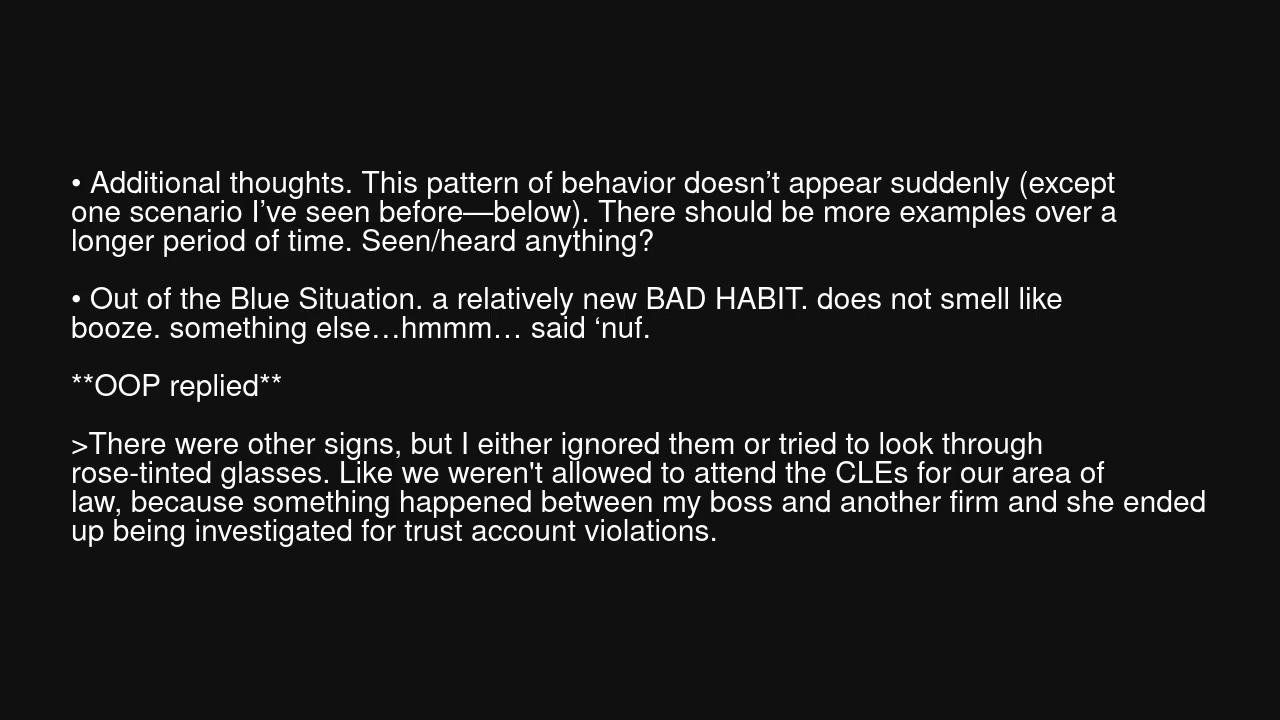 • Additional thoughts. This pattern of behavior doesn’t appear suddenly (except
one scenario I’ve seen before—below). There should be more examples over a
longer period of time. Seen/heard anything?
• Out of the Blue Situation. a relatively new BAD HABIT. does not smell like
booze. something else…hmmm… said ‘nuf.
**OOP replied**
>There were other signs, but I either ignored them or tried to look through
rose-tinted glasses. Like we weren't allowed to attend the CLEs for our area of
law, because something happened between my boss and another firm and she ended
up being investigated for trust account violations.